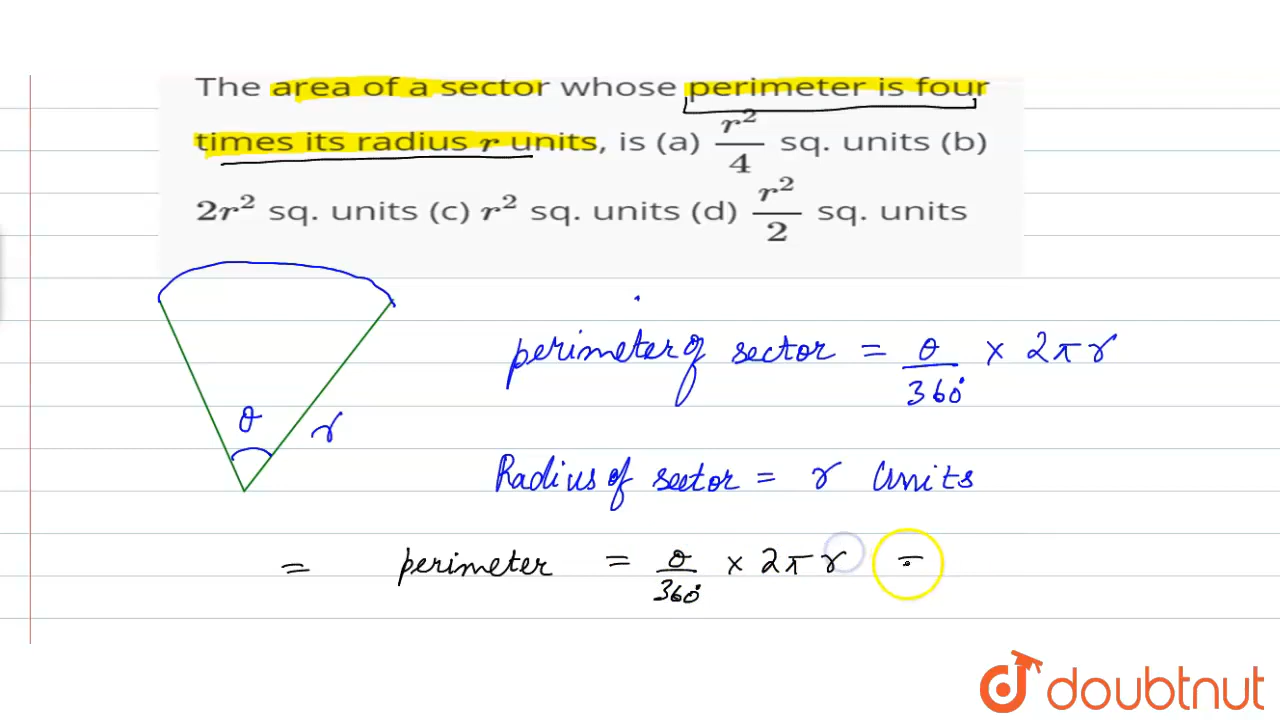 The area of a sector whose perimeter is four
times its radius r units, is (a) r²/4 sq. units (b)
2r² sq. units (c) r² sq. units (d) r²/2 sq. units
perimeter of sector = θ/360° × 2πr
θ
r
Radius of sector = r units
= perimeter = θ/360° × 2πr =
doubtnut